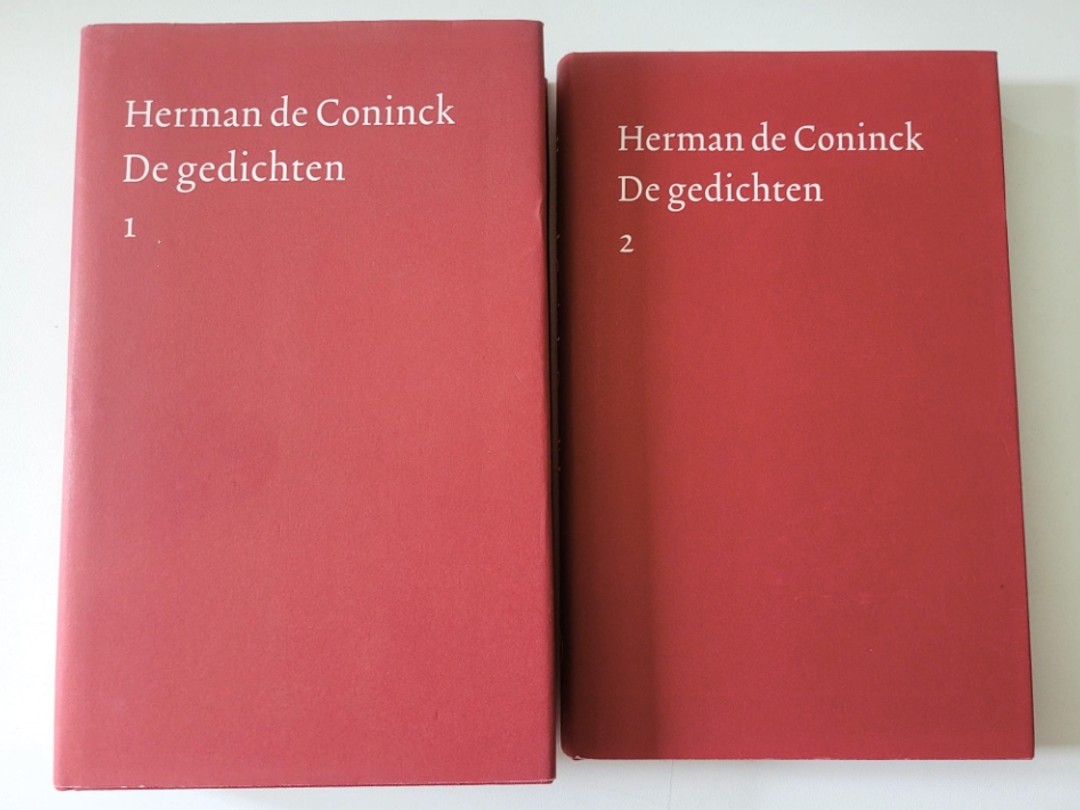 Herman de Coninck
De gedichten
1
Herman de Coninck
De gedichten
2